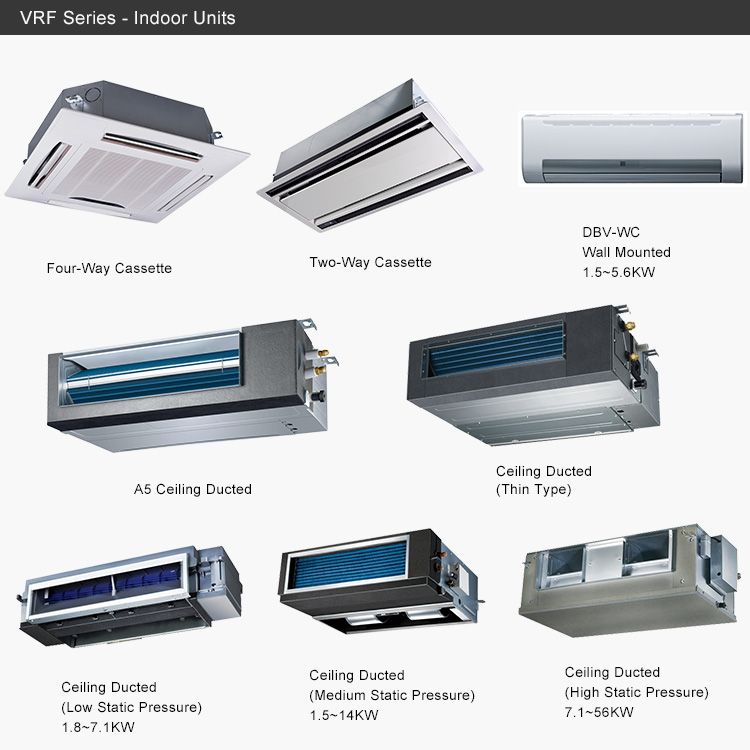 VRF Series - Indoor Units
Four-Way Cassette
Two-Way Cassette
DBV-WC
Wall Mounted
1.5~5.6KW
A5 Ceiling Ducted
Ceiling Ducted
(Thin Type)
Ceiling Ducted
(Low Static Pressure)
1.8~7.1KW
Ceiling Ducted
(Medium Static Pressure)
1.5~14KW
Ceiling Ducted
(High Static Pressure)
7.1~56KW